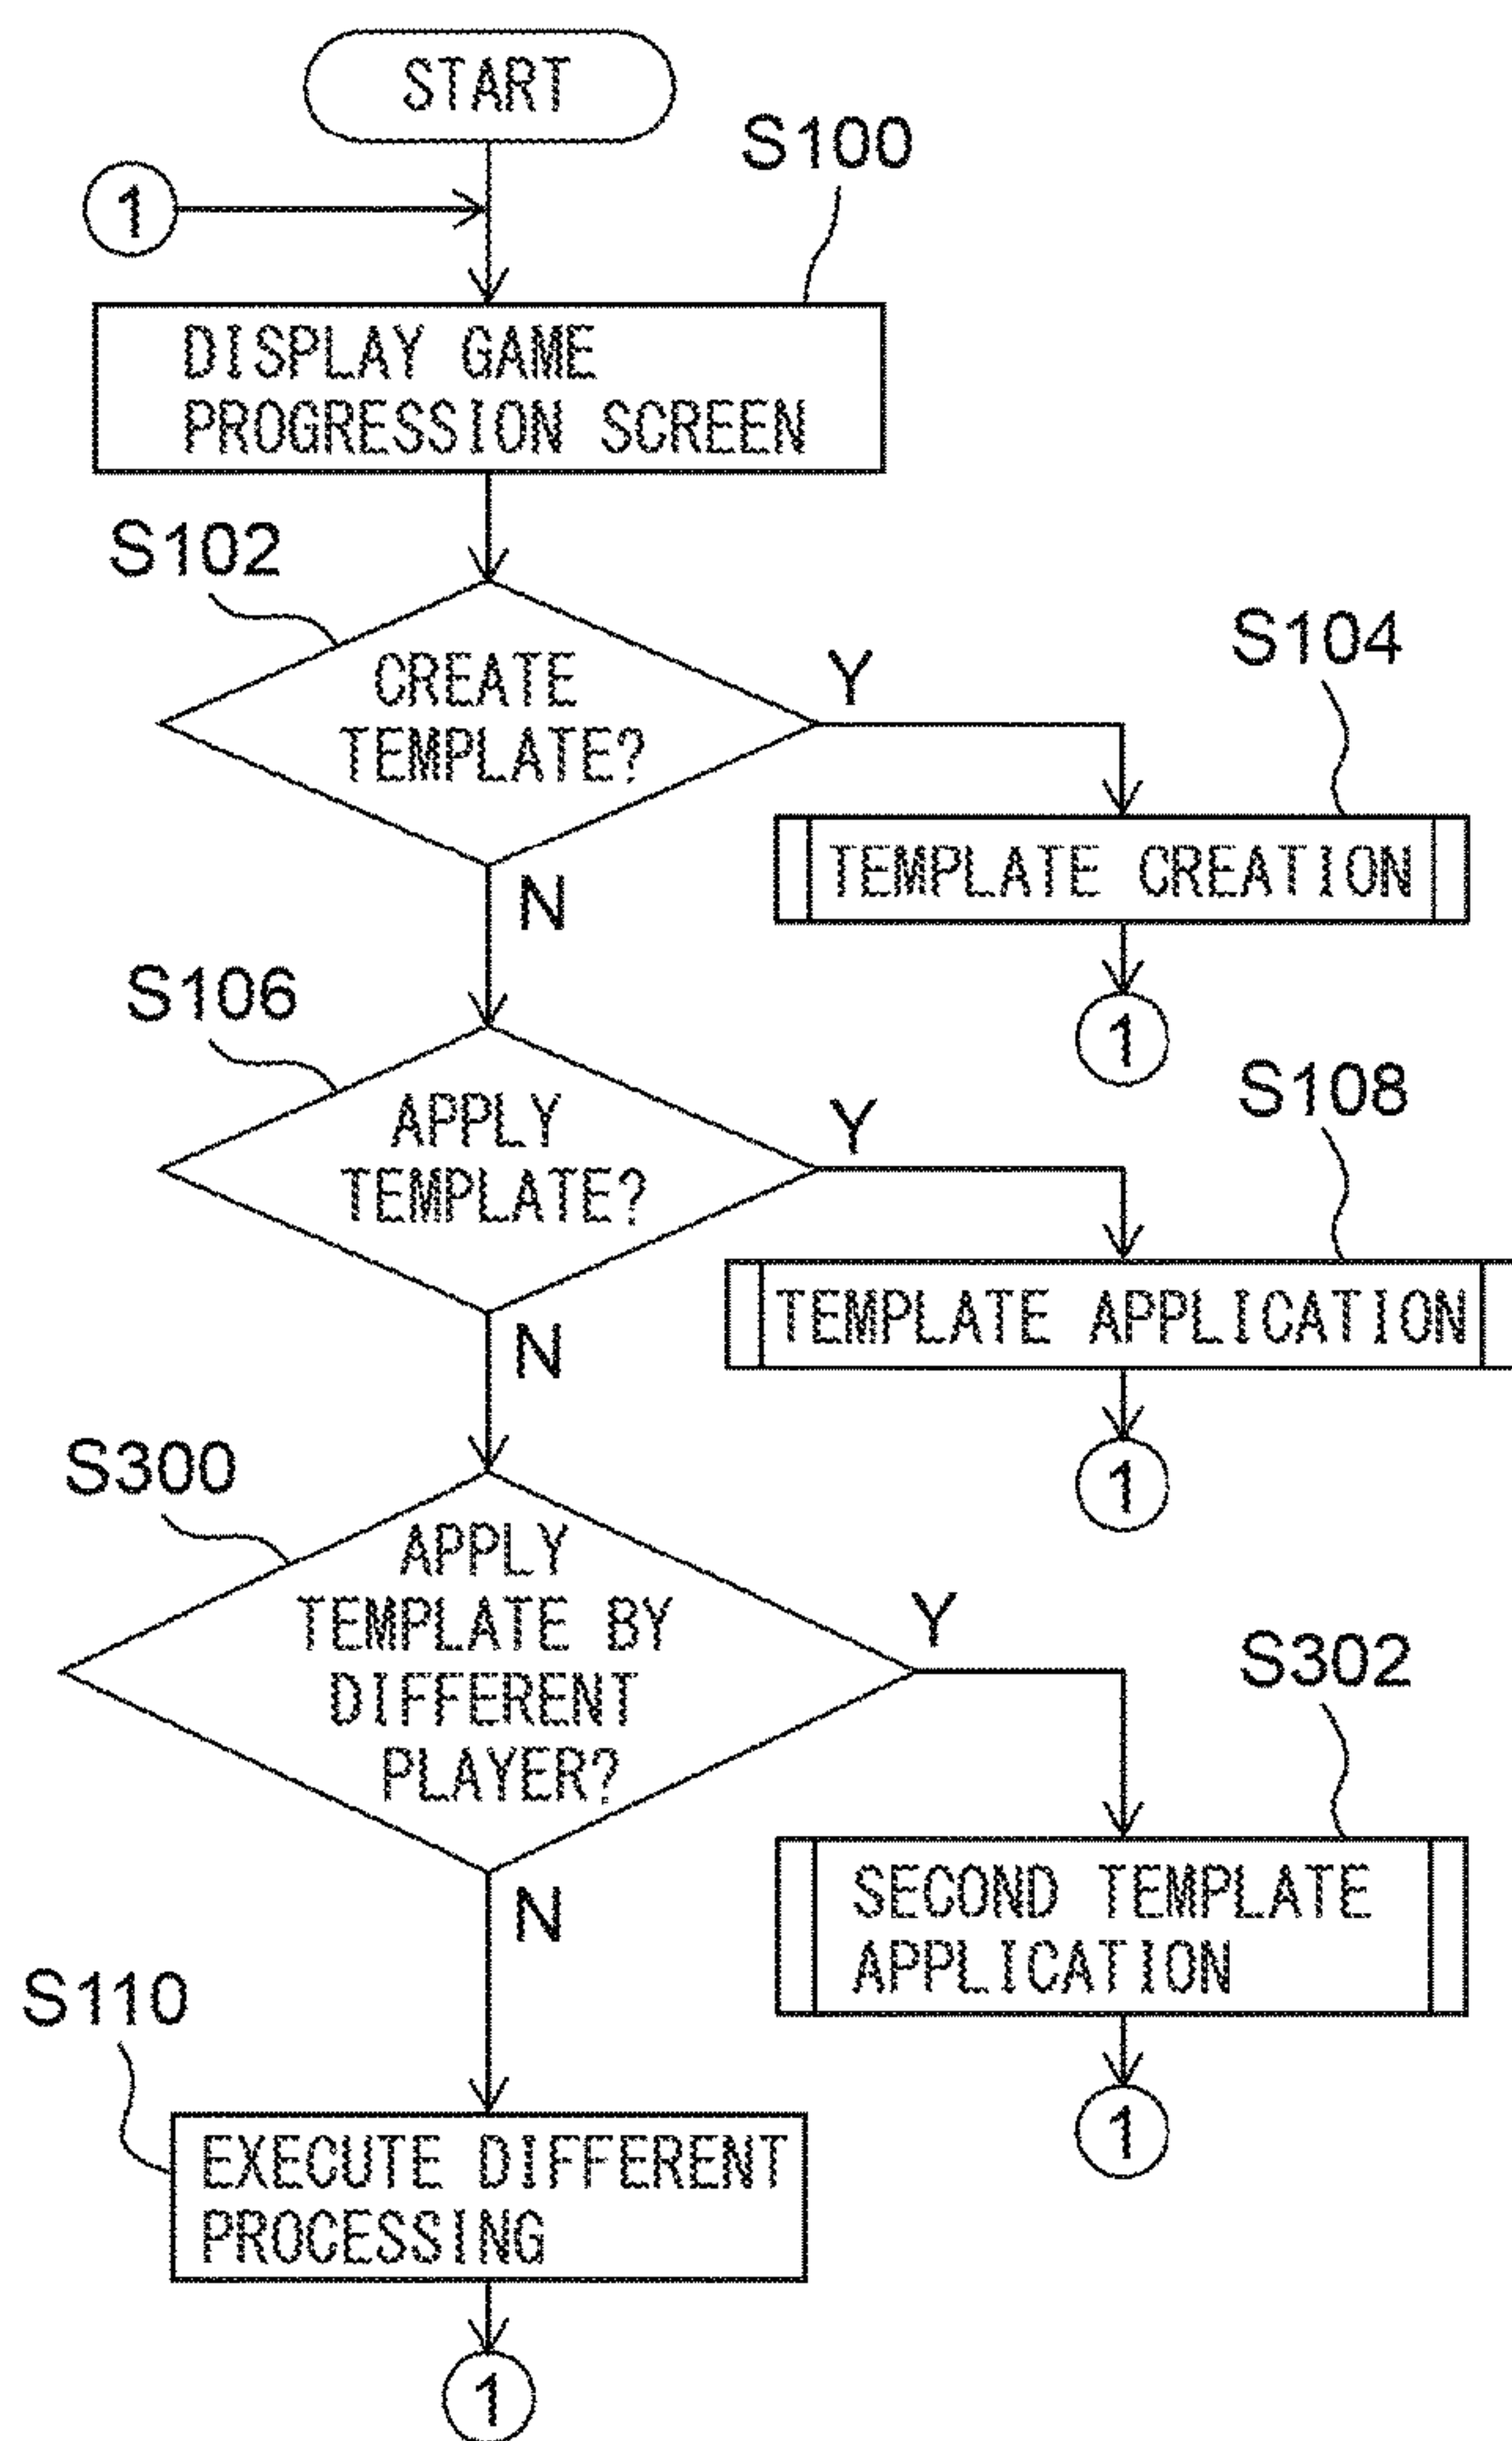 START
S100
1
DISPLAY GAME
PROGRESSION SCREEN
S102
CREATE
TEMPLATE?
Y
S104
TEMPLATE CREATION
N
1
S106
APPLY
TEMPLATE?
Y
S108
TEMPLATE APPLICATION
N
1
S300
APPLY
TEMPLATE BY
DIFFERENT
PLAYER?
Y
S302
SECOND TEMPLATE
APPLICATION
N
1
S110
EXECUTE DIFFERENT
PROCESSING
1